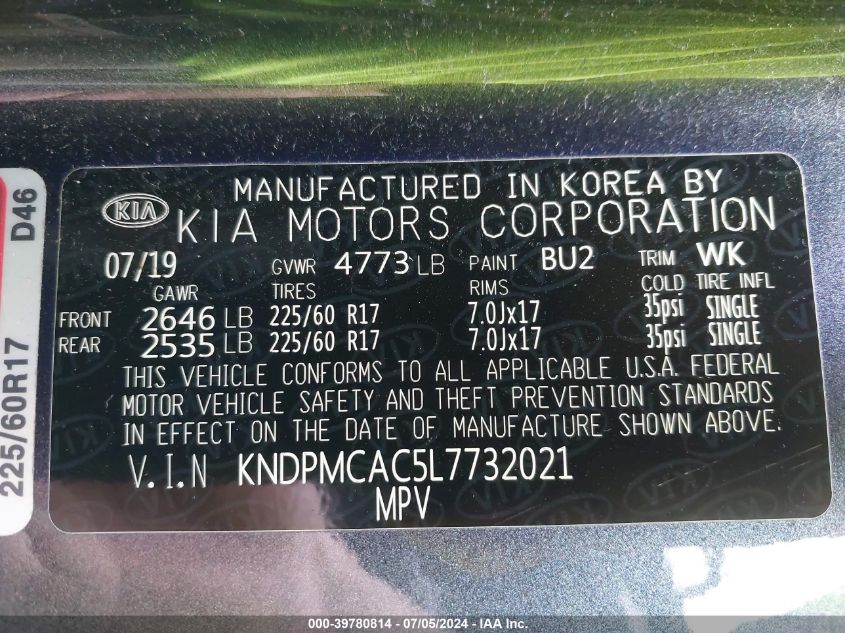 MANUFACTURED IN KOREA BY
KIA KIA MOTORS CORPORATION
07/19 GVWR 4773 LB PAINT BU2 TRIM WK
GAWR TIRES RIMS COLD TIRE INFL
FRONT 2646 LB 225/60 R17 7.0Jx17 35psi SINGLE
REAR 2535 LB 225/60 R17 7.0Jx17 35psi SINGLE
THIS VEHICLE CONFORMS TO ALL APPLICABLE U.S.A. FEDERAL
MOTOR VEHICLE SAFETY AND THEFT PREVENTION STANDARDS
IN EFFECT ON THE DATE OF MANUFACTURE SHOWN ABOVE.
V.I.N KNDPMCAC5L7732021
MPV
D46
225/60R17
000-39780814 - 07/05/2024 - IAA Inc.